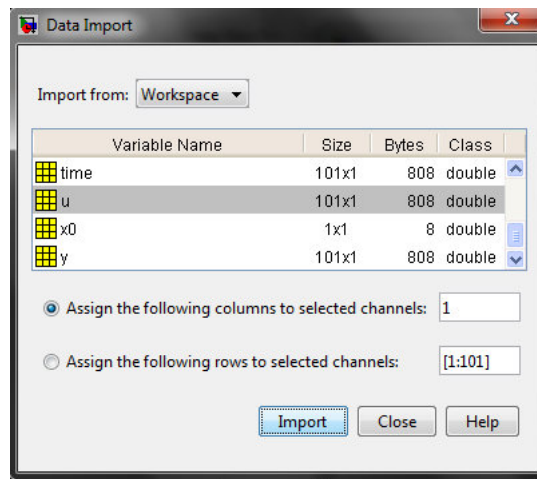 Data Import
Import from: Workspace
Variable Name Size Bytes Class
time 101x1 808 double
u 101x1 808 double
x0 1x1 8 double
y 101x1 808 double
Assign the following columns to selected channels: 1
Assign the following rows to selected channels: [1:101]
Import Close Help